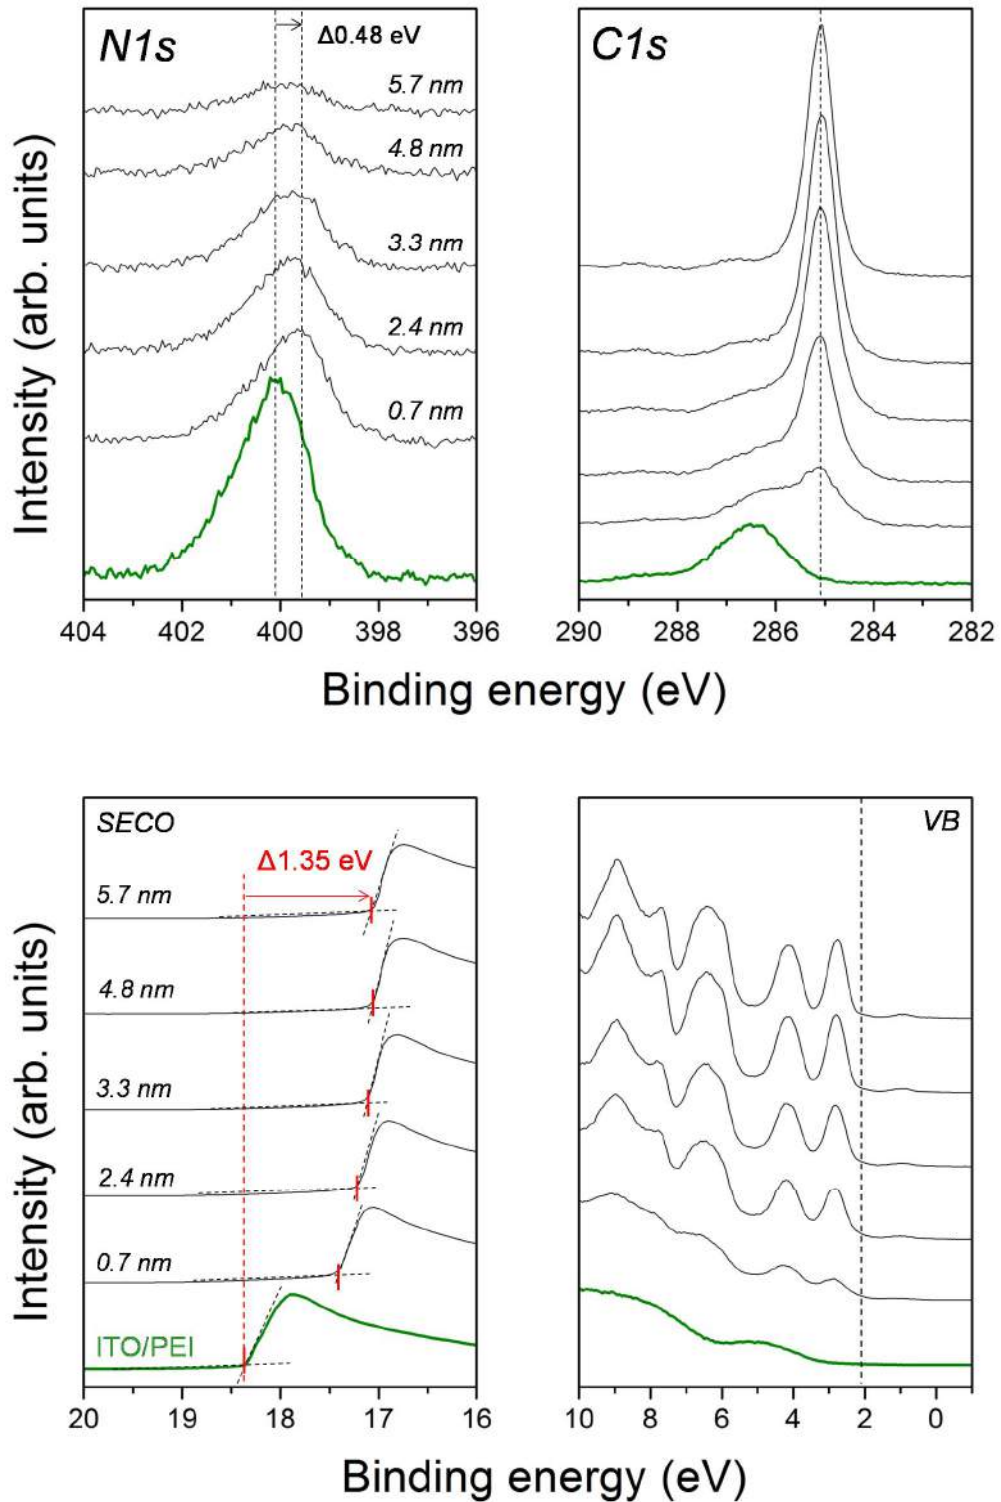 N1s
Δ0.48 eV
5.7 nm
4.8 nm
3.3 nm
2.4 nm
0.7 nm
404 402 400 398 396
C1s
290 288 286 284 282
Intensity (arb. units)
Binding energy (eV)
SECO
Δ1.35 eV
5.7 nm
4.8 nm
3.3 nm
2.4 nm
0.7 nm
ITO/PEI
20 19 18 17 16
VB
10 8 6 4 2 0
Intensity (arb. units)
Binding energy (eV)